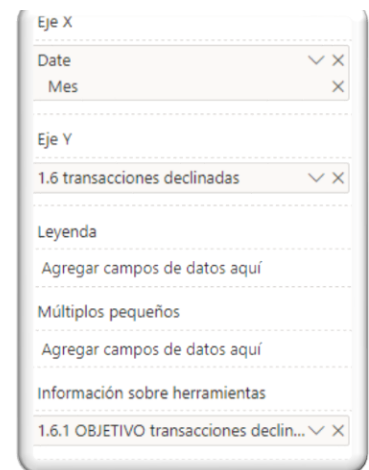 Eje X
Date
Mes
Eje Y
1.6 transacciones declinadas
Leyenda
Agregar campos de datos aquí
Múltiplos pequeños
Agregar campos de datos aquí
Información sobre herramientas
1.6.1 OBJETIVO transacciones declin...